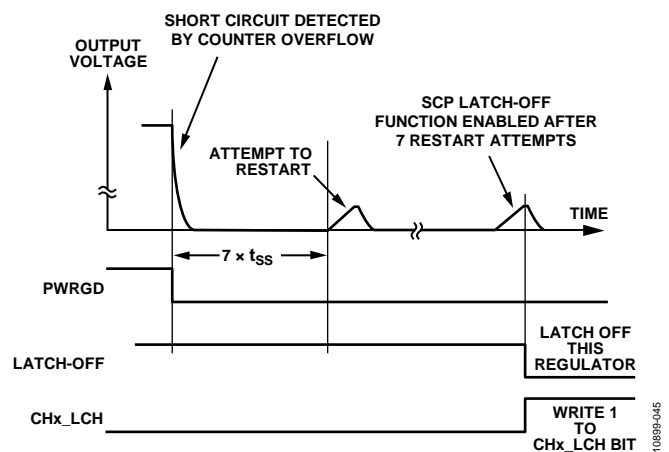 SHORT CIRCUIT DETECTED
BY COUNTER OVERFLOW
OUTPUT
VOLTAGE
SCP LATCH-OFF
FUNCTION ENABLED AFTER
7 RESTART ATTEMPTS
ATTEMPT TO
RESTART
TIME
7 × tSS
PWRGD
LATCH-OFF
LATCH OFF
THIS
REGULATOR
CHx_LCH
WRITE 1
TO
CHx_LCH BIT
10899-045